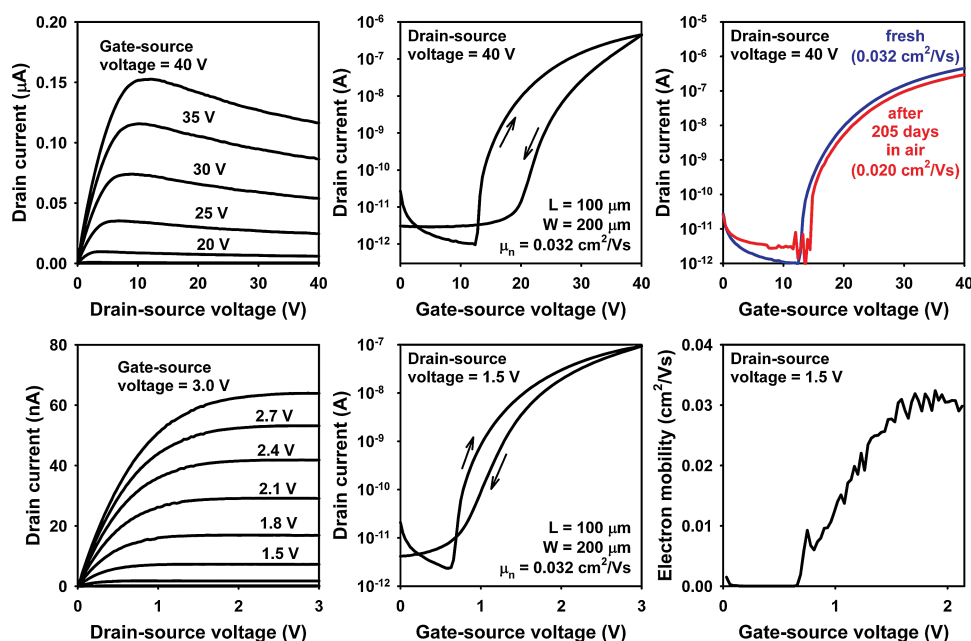 Drain current (μA)
0.20
0.15
0.10
0.05
0.00
Gate-source
voltage = 40 V
35 V
30 V
25 V
20 V
0 10 20 30 40
Drain-source voltage (V)
Drain current (A)
10⁻⁶
10⁻⁷
10⁻⁸
10⁻⁹
10⁻¹⁰
10⁻¹¹
10⁻¹²
Drain-source
voltage = 40 V
L = 100 μm
W = 200 μm
μₙ = 0.032 cm²/Vs
0 10 20 30 40
Gate-source voltage (V)
Drain current (A)
10⁻⁵
10⁻⁶
10⁻⁷
10⁻⁸
10⁻⁹
10⁻¹⁰
10⁻¹¹
10⁻¹²
Drain-source
voltage = 40 V
fresh
(0.032 cm²/Vs)
after
205 days
in air
(0.020 cm²/Vs)
0 10 20 30 40
Gate-source voltage (V)
Drain current (nA)
80
60
40
20
0
Gate-source
voltage = 3.0 V
2.7 V
2.4 V
2.1 V
1.8 V
1.5 V
0 1 2 3
Drain-source voltage (V)
Drain current (A)
10⁻⁷
10⁻⁸
10⁻⁹
10⁻¹⁰
10⁻¹¹
10⁻¹²
Drain-source
voltage = 1.5 V
L = 100 μm
W = 200 μm
μₙ = 0.032 cm²/Vs
0 1 2 3
Gate-source voltage (V)
Electron mobility (cm²/Vs)
0.04
0.03
0.02
0.01
0.00
Drain-source
voltage = 1.5 V
0 1 2
Gate-source voltage (V)